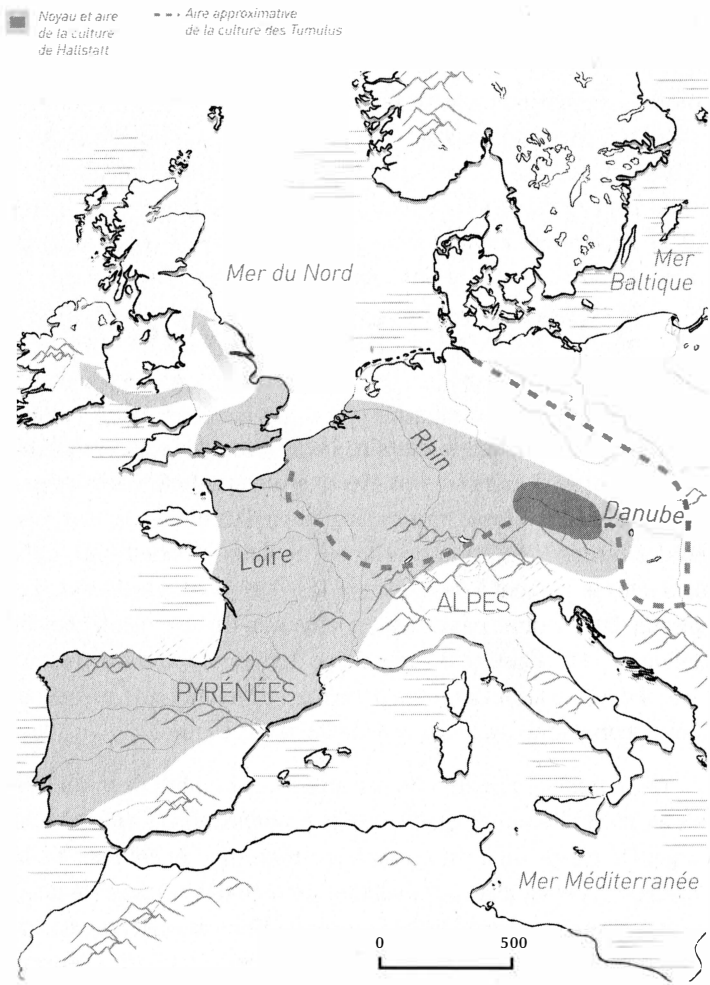 Noyau et aire
de la culture
de Hallstatt
Aire approximative
de la culture des Tumulus
Mer du Nord
Mer
Baltique
Rhin
Danube
Loire
ALPES
PYRÉNÉES
Mer Méditerranée
0 500